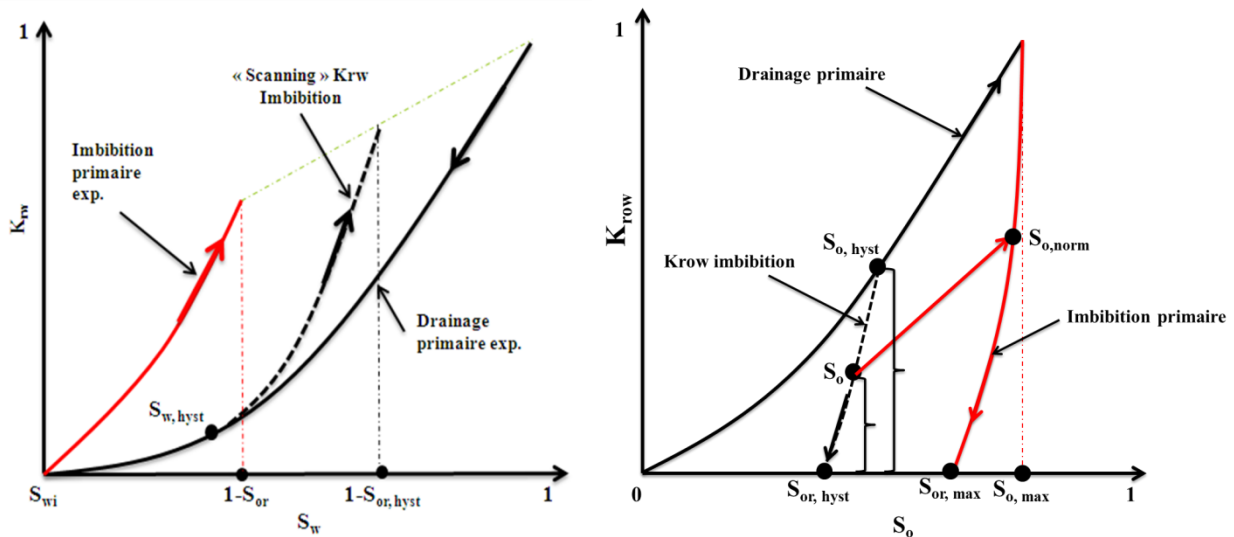 1
« Scanning » Krw
Imbibition
Imbibition
primaire
exp.
Krw
Drainage
primaire exp.
Sw, hyst
Swi
1-Sor
1-Sor, hyst
1
Sw
1
Drainage primaire
Krow
So, hyst
So,norm
Krow imbibition
Imbibition primaire
So
0
Sor, hyst
Sor, max
So, max
1
So